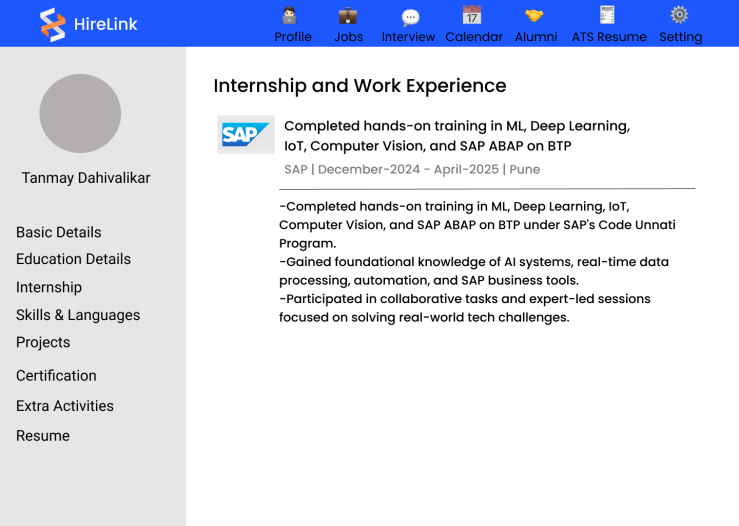 HireLink
Profile
Jobs
Interview
Calendar
17
Alumni
ATS Resume
Setting
Tanmay Dahivalikar
Basic Details
Education Details
Internship
Skills & Languages
Projects
Certification
Extra Activities
Resume
Internship and Work Experience
SAP
Completed hands-on training in ML, Deep Learning,
IoT, Computer Vision, and SAP ABAP on BTP
SAP | December-2024 - April-2025 | Pune
-Completed hands-on training in ML, Deep Learning, IoT,
Computer Vision, and SAP ABAP on BTP under SAP's Code Unnati
Program.
-Gained foundational knowledge of AI systems, real-time data
processing, automation, and SAP business tools.
-Participated in collaborative tasks and expert-led sessions
focused on solving real-world tech challenges.